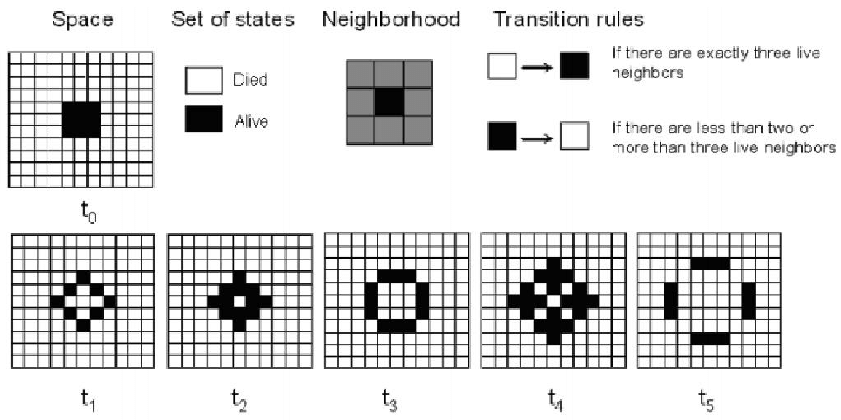 Space
Set of states
Neighborhood
Transition rules
Died
Alive
If there are exactly three live
neighbors
If there are less than two or
more than three live neighbors
t0
t1
t2
t3
t4
t5